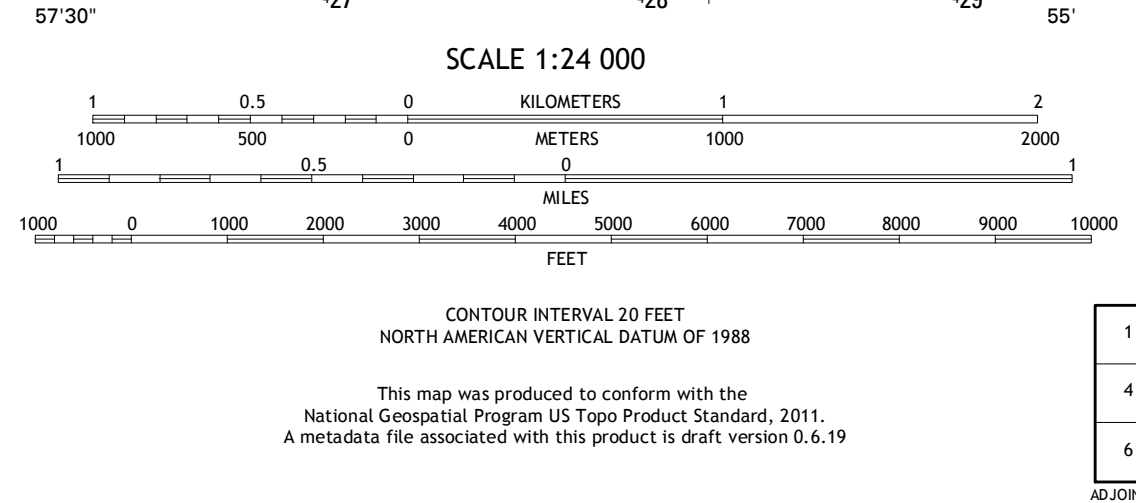 ⁴27 ⁴28 ⁴29
57'30" 55'
SCALE 1:24 000
1 0.5 0 KILOMETERS 1 2
1000 500 0 METERS 1000 2000
1 0.5 0 1
MILES
1000 0 1000 2000 3000 4000 5000 6000 7000 8000 9000 10000
FEET
CONTOUR INTERVAL 20 FEET
NORTH AMERICAN VERTICAL DATUM OF 1988
This map was produced to conform with the
National Geospatial Program US Topo Product Standard, 2011.
A metadata file associated with this product is draft version 0.6.19
1
4
6